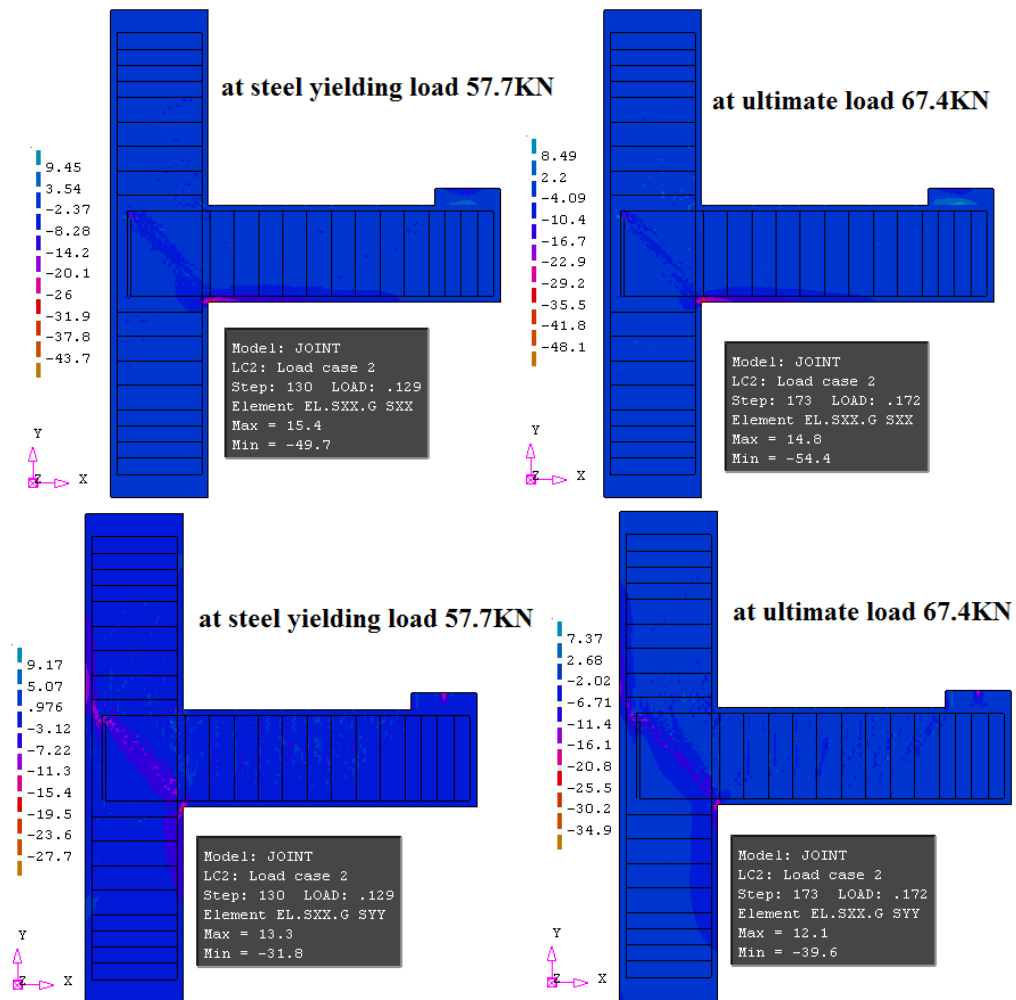 at steel yielding load 57.7KN
9.45
3.54
-2.37
-8.28
-14.2
-20.1
-26
-31.9
-37.8
-43.7
Model: JOINT
LC2: Load case 2
Step: 130 LOAD: .129
Element EL.SXX.G SXX
Max = 15.4
Min = -49.7
Y
Z X
at ultimate load 67.4KN
8.49
2.2
-4.09
-10.4
-16.7
-22.9
-29.2
-35.5
-41.8
-48.1
Model: JOINT
LC2: Load case 2
Step: 173 LOAD: .172
Element EL.SXX.G SXX
Max = 14.8
Min = -54.4
Y
Z X
at steel yielding load 57.7KN
9.17
5.07
.976
-3.12
-7.22
-11.3
-15.4
-19.5
-23.6
-27.7
Model: JOINT
LC2: Load case 2
Step: 130 LOAD: .129
Element EL.SXX.G SYY
Max = 13.3
Min = -31.8
Y
Z X
at ultimate load 67.4KN
7.37
2.68
-2.02
-6.71
-11.4
-16.1
-20.8
-25.5
-30.2
-34.9
Model: JOINT
LC2: Load case 2
Step: 173 LOAD: .172
Element EL.SXX.G SYY
Max = 12.1
Min = -39.6
Y
Z X